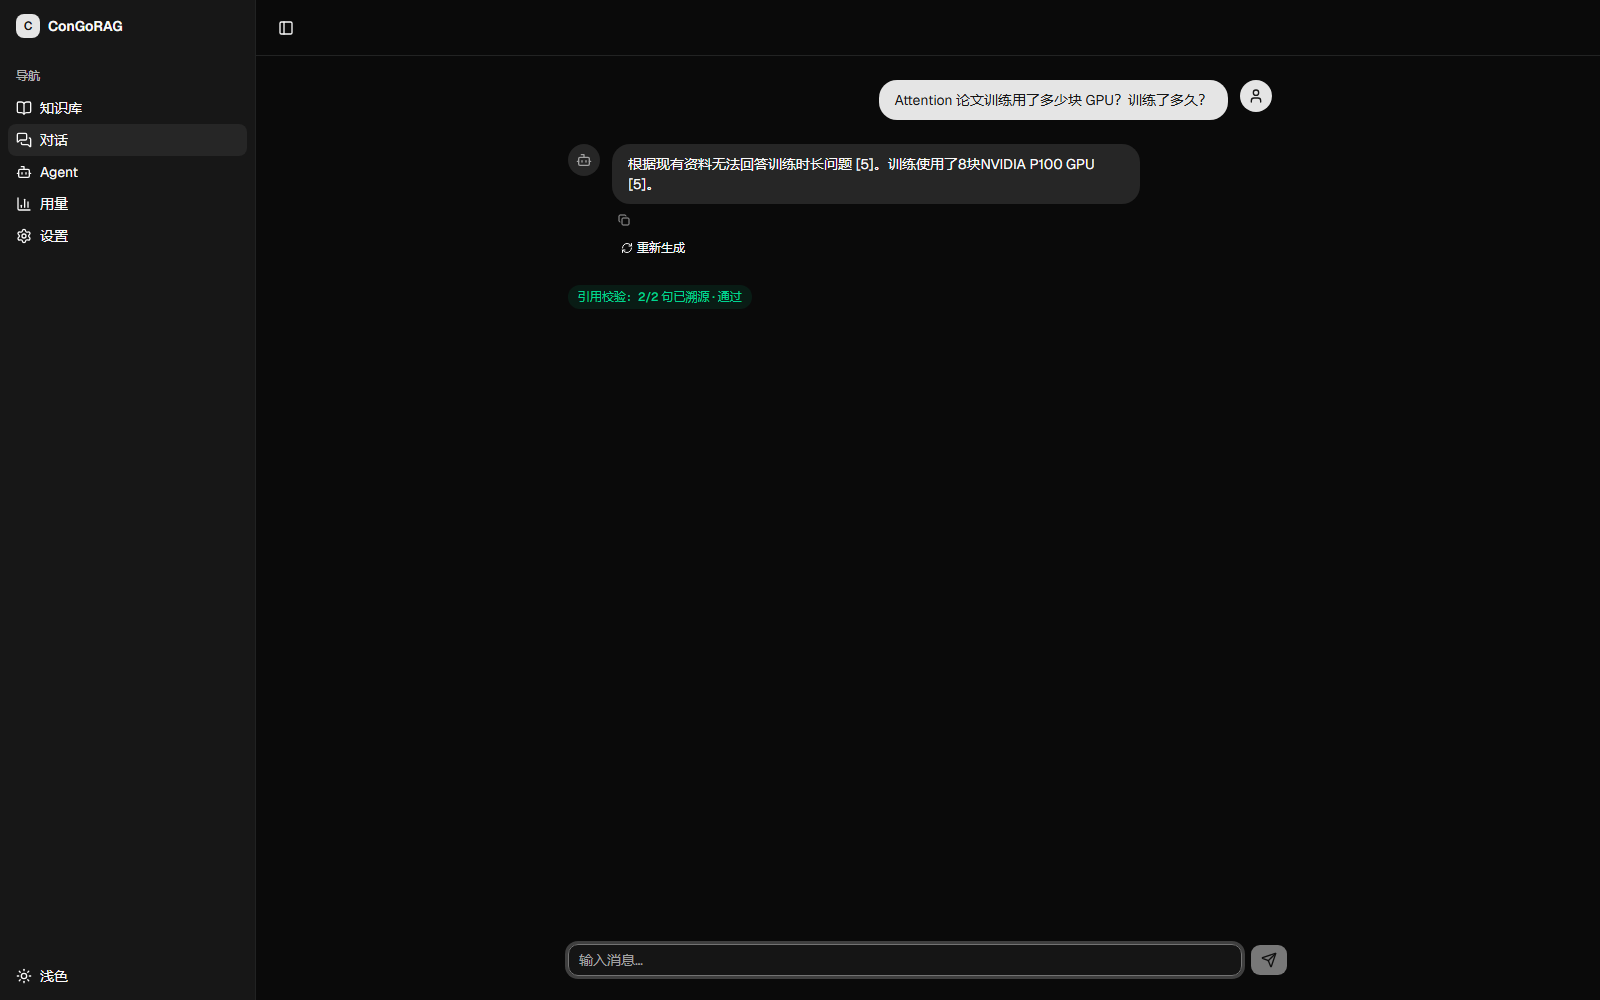 C ConGoRAG
导航
知识库
对话
Agent
用量
设置
Attention 论文训练用了多少块 GPU？训练了多久？
根据现有资料无法回答训练时长问题 [5]。训练使用了8块NVIDIA P100 GPU
[5]。
重新生成
引用校验：2/2 句已溯源 · 通过
输入消息...
浅色